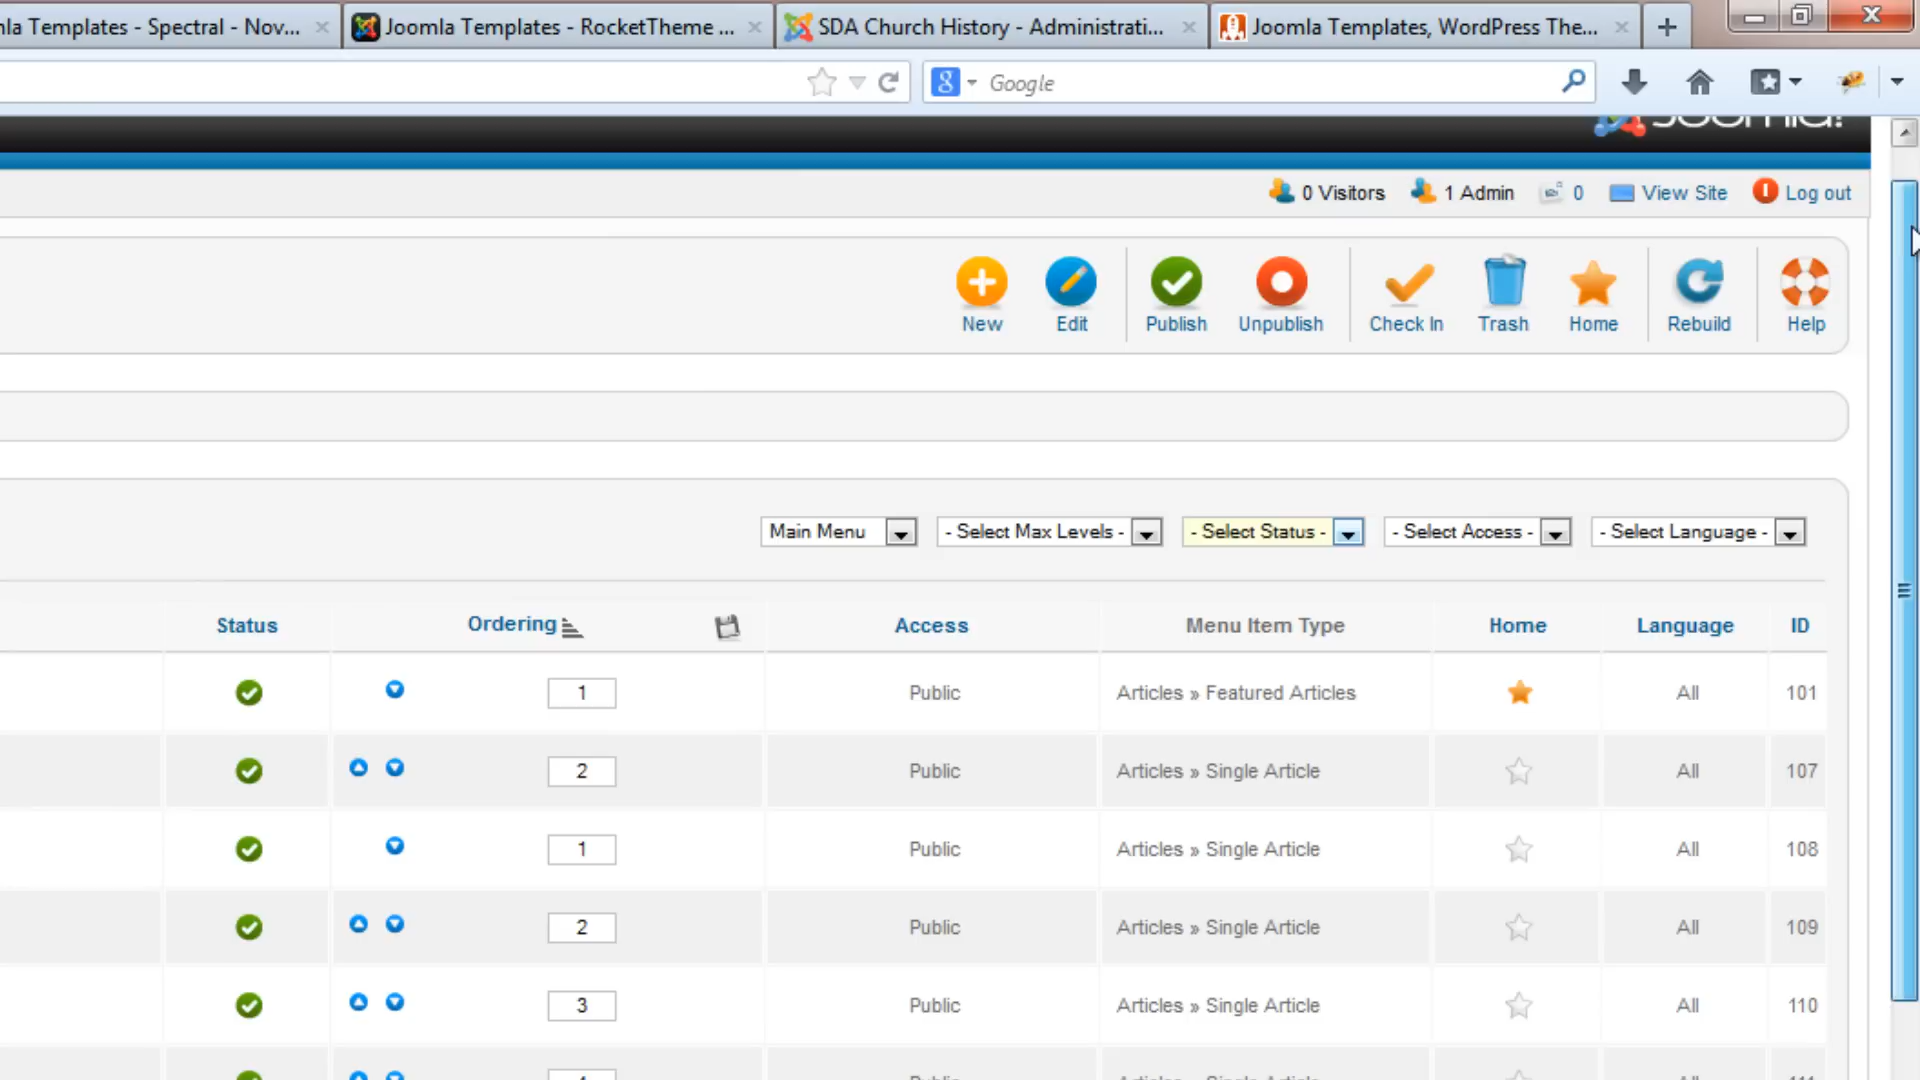 la Templates - Spectral - Nov...
Joomla Templates - RocketTheme ...
SDA Church History - Administrati...
Joomla Templates, WordPress The...
Google
Joomla!
0 Visitors 1 Admin 0 View Site Log out
New Edit Publish Unpublish Check In Trash Home Rebuild Help
Main Menu - Select Max Levels - - Select Status - - Select Access - - Select Language -
Status Ordering Access Menu Item Type Home Language ID
1 Public Articles » Featured Articles All 101
2 Public Articles » Single Article All 107
1 Public Articles » Single Article All 108
2 Public Articles » Single Article All 109
3 Public Articles » Single Article All 110